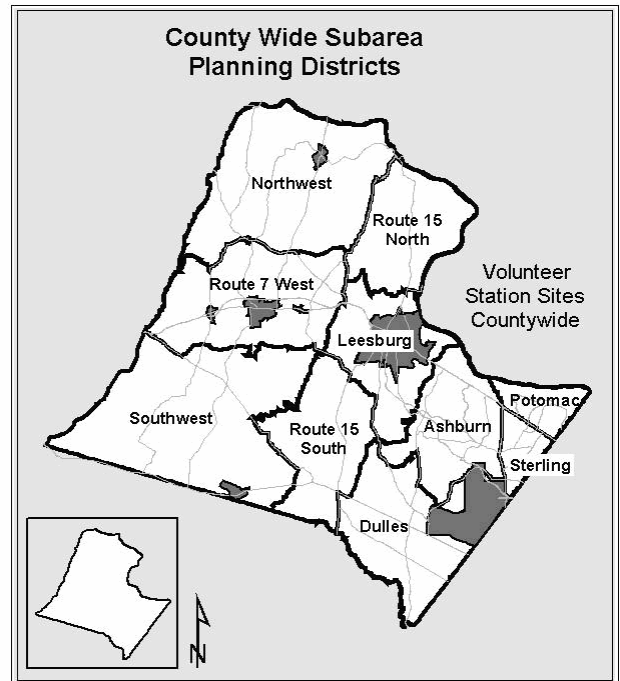 County Wide Subarea
Planning Districts
Northwest
Route 15
North
Volunteer
Station Sites
Countywide
Route 7 West
Leesburg
Potomac
Southwest
Route 15
South
Ashburn
Sterling
Dulles
N